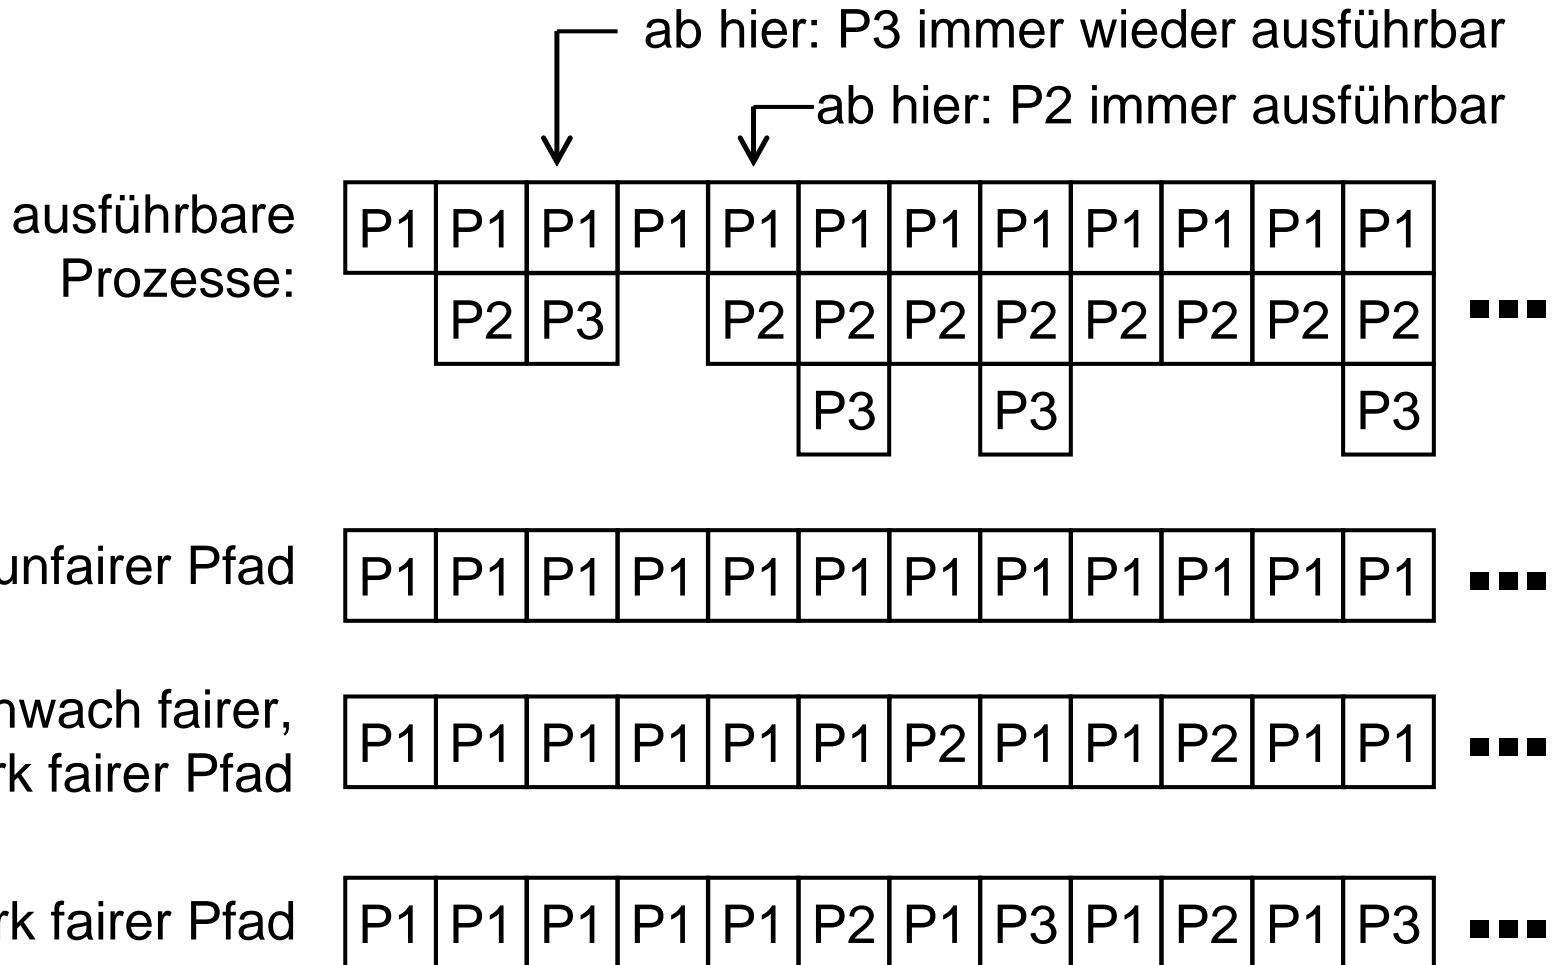 ab hier: P3 immer wieder ausführbar
ab hier: P2 immer ausführbar
ausführbare
Prozesse:
P1 P1 P1 P1 P1 P1 P1 P1 P1 P1 P1 P1
P2 P3 P2 P2 P2 P2 P2 P2 P2 P2
P3 P3 P3
unfairer Pfad
P1 P1 P1 P1 P1 P1 P1 P1 P1 P1 P1 P1
fairer,
fairer Pfad
P1 P1 P1 P1 P1 P1 P2 P1 P1 P2 P1 P1
fairer Pfad
P1 P1 P1 P1 P1 P2 P1 P3 P1 P2 P1 P3